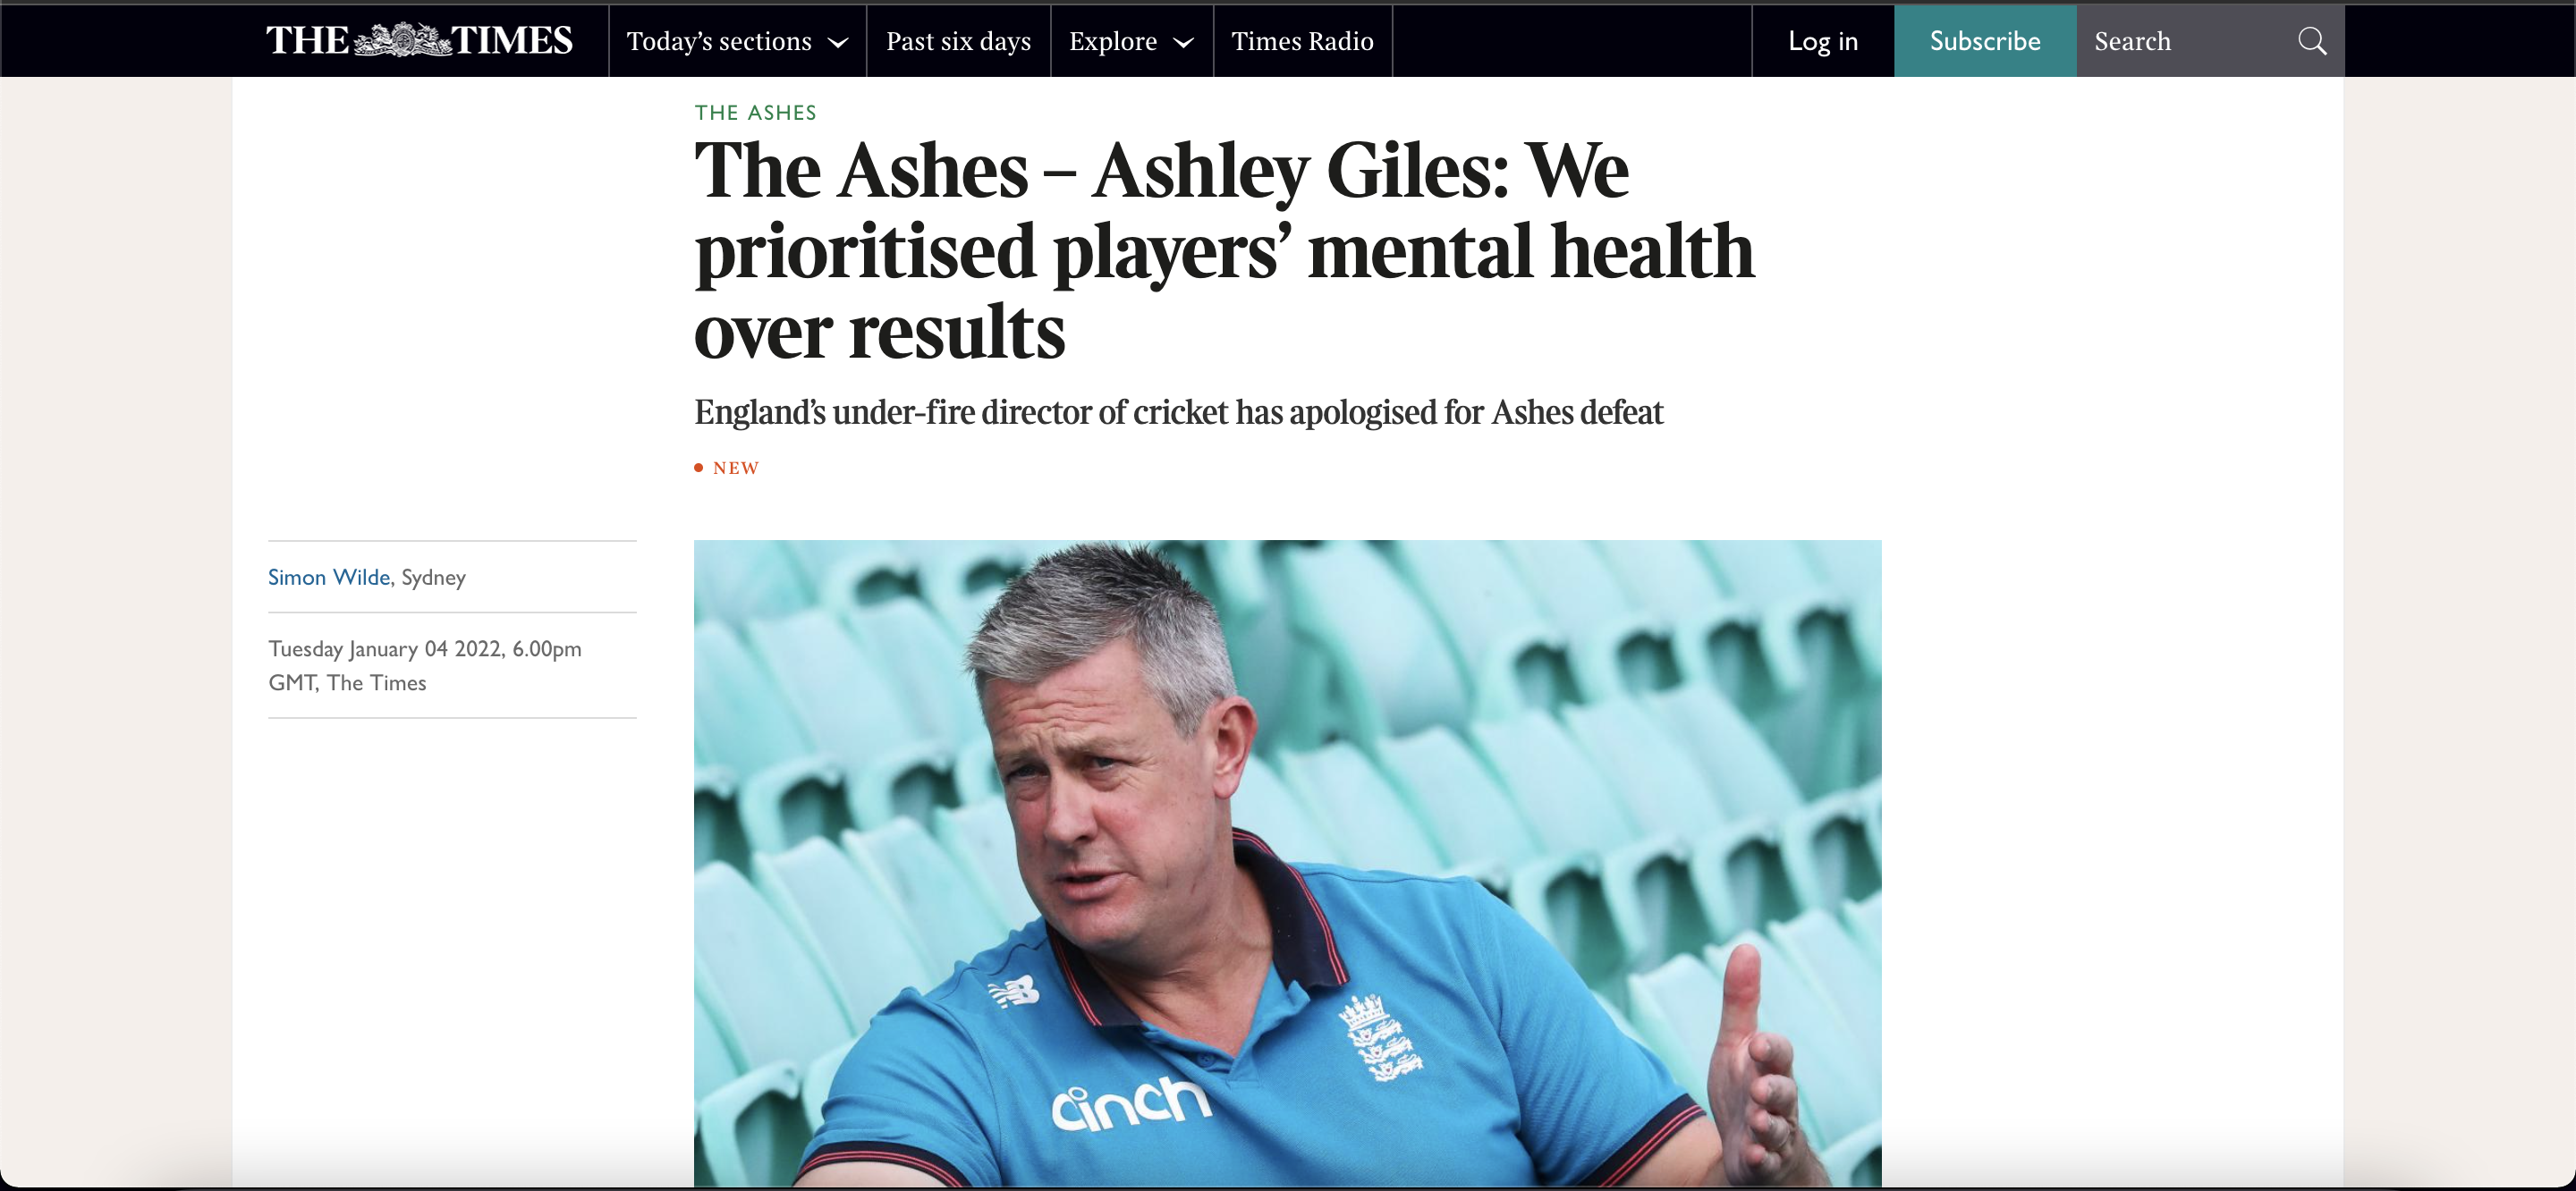 THE TIMES
Today’s sections
Past six days
Explore
Times Radio
Log in
Subscribe
Search
THE ASHES
The Ashes – Ashley Giles: We
prioritised players’ mental health
over results
England’s under-fire director of cricket has apologised for Ashes defeat
NEW
Simon Wilde, Sydney
Tuesday January 04 2022, 6.00pm
GMT, The Times
NB
cinch